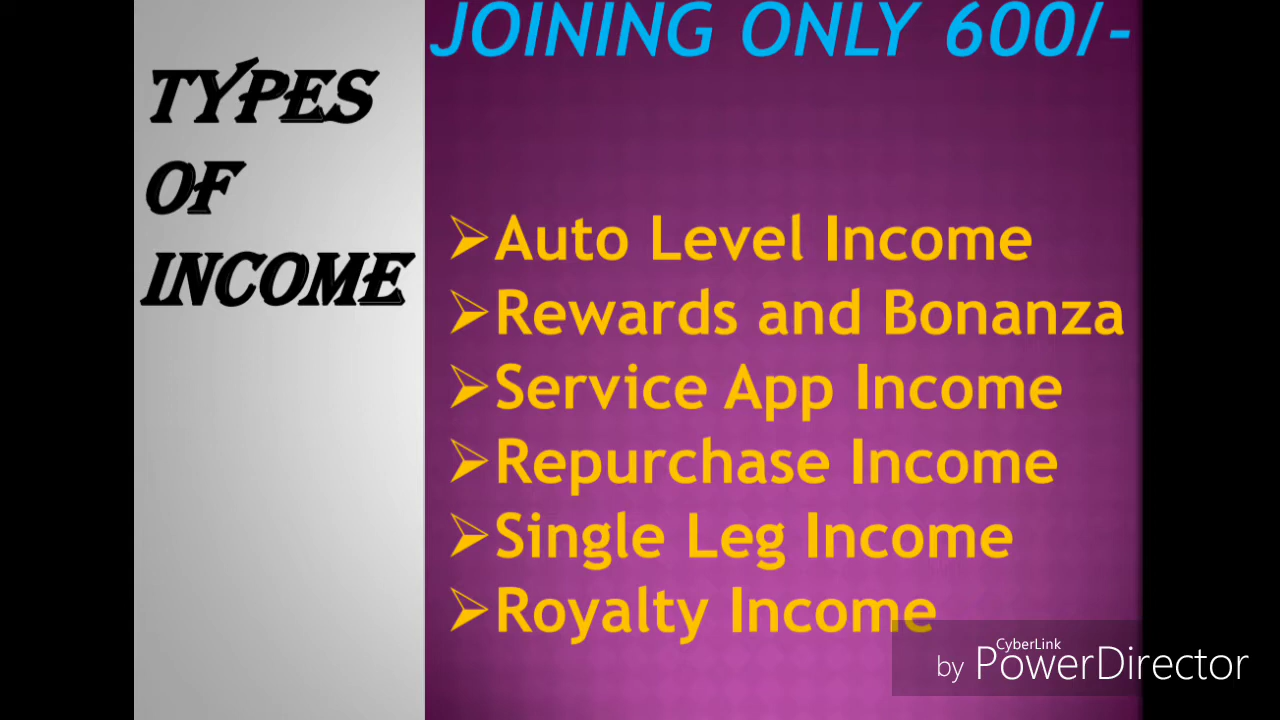 JOINING ONLY 600/-
TYPES
OF
INCOME
Auto Level Income
Rewards and Bonanza
Service App Income
Repurchase Income
Single Leg Income
Royalty Income
CyberLink
by PowerDirector